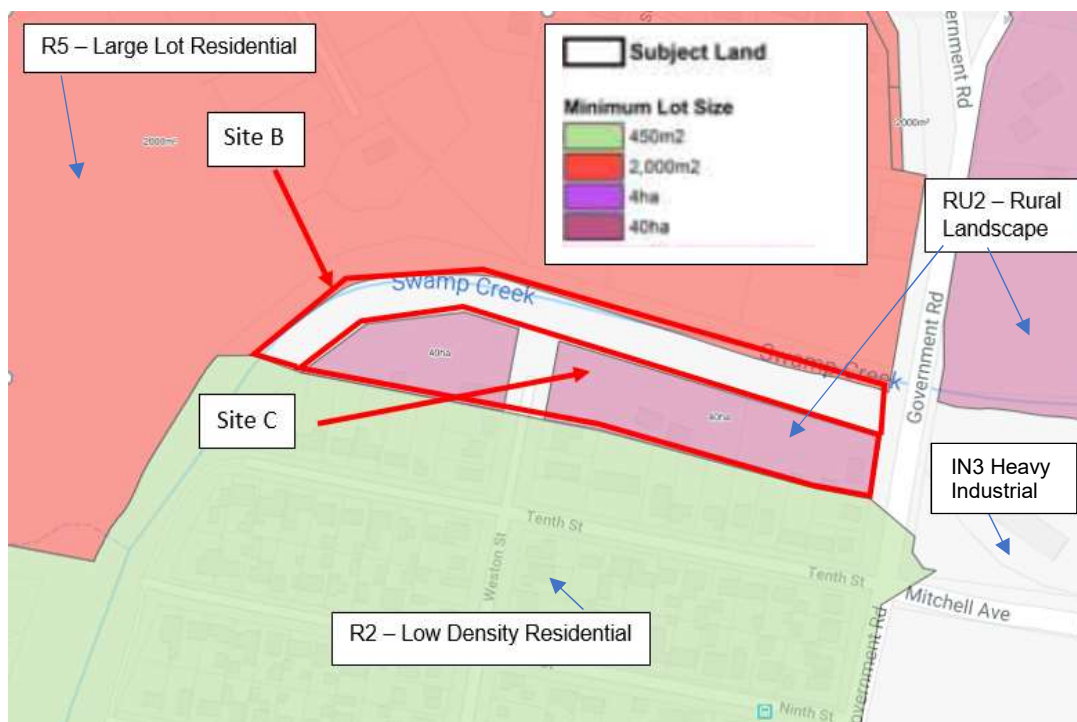 R5 – Large Lot Residential
Subject Land
Minimum Lot Size
450m2
2,000m2
4ha
40ha
Government Rd
2000m²
2000m²
Site B
RU2 – Rural
Landscape
Swamp Creek
Swamp Creek
Government Rd
40ha
40ha
Site C
IN3 Heavy
Industrial
Tenth St
Tenth St
Weston St
Mitchell Ave
R2 – Low Density Residential
Government Rd
Ninth St